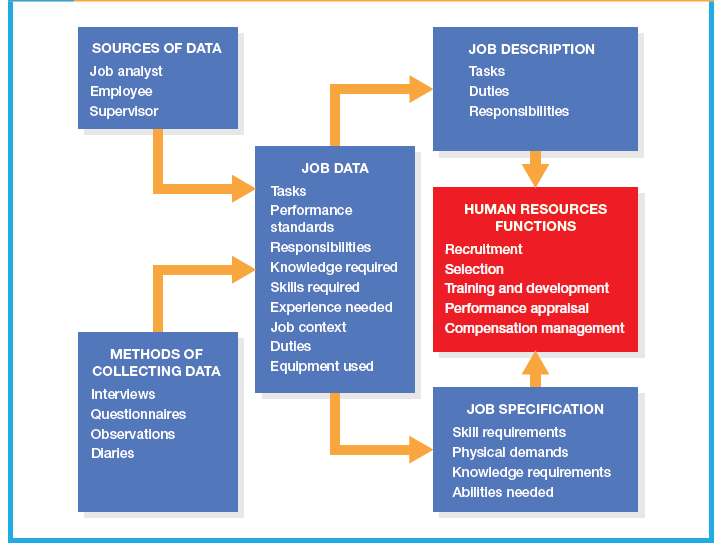 SOURCES OF DATA
Job analyst
Employee
Supervisor
METHODS OF
COLLECTING DATA
Interviews
Questionnaires
Observations
Diaries
JOB DATA
Tasks
Performance
standards
Responsibilities
Knowledge required
Skills required
Experience needed
Job context
Duties
Equipment used
JOB DESCRIPTION
Tasks
Duties
Responsibilities
HUMAN RESOURCES
FUNCTIONS
Recruitment
Selection
Training and development
Performance appraisal
Compensation management
JOB SPECIFICATION
Skill requirements
Physical demands
Knowledge requirements
Abilities needed